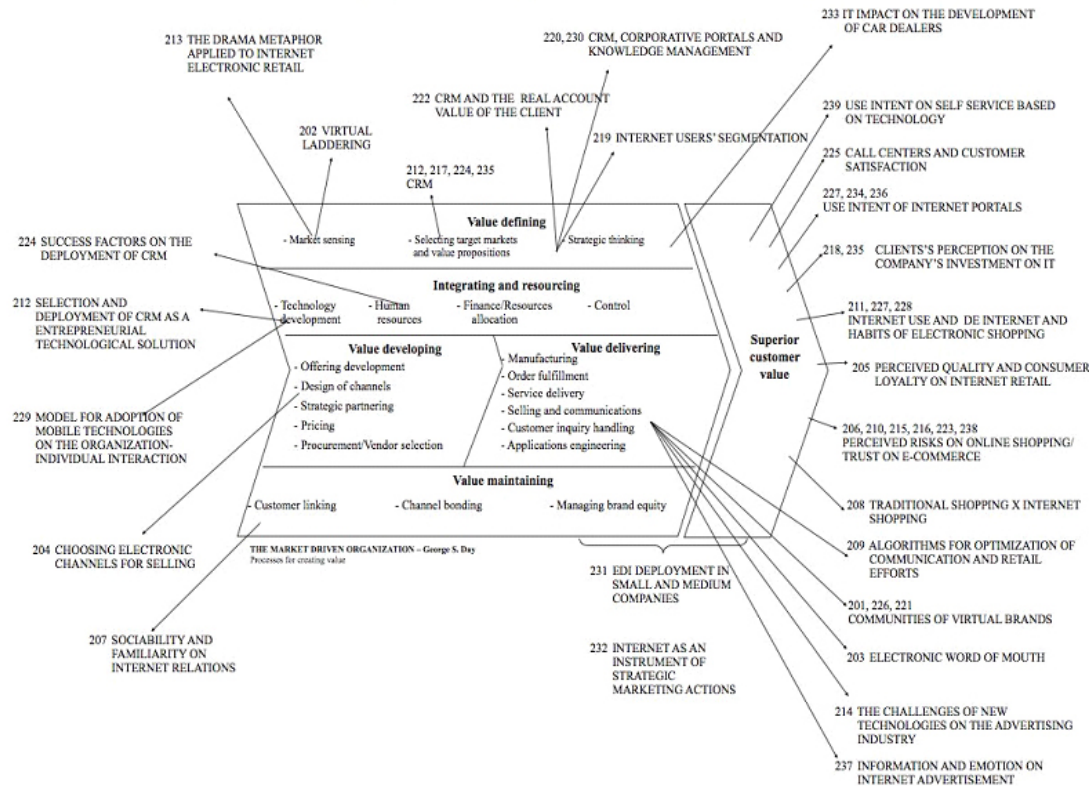 233 IT IMPACT ON THE DEVELOPMENT
OF CAR DEALERS
213 THE DRAMA METAPHOR
APPLIED TO INTERNET
ELECTRONIC RETAIL
220, 230 CRM, CORPORATIVE PORTALS AND
KNOWLEDGE MANAGEMENT
222 CRM AND THE REAL ACCOUNT
VALUE OF THE CLIENT
239 USE INTENT ON SELF SERVICE BASED
ON TECHNOLOGY
202 VIRTUAL
LADDERING
219 INTERNET USERS' SEGMENTATION
225 CALL CENTERS AND CUSTOMER
SATISFACTION
212, 217, 224, 235
CRM
227, 234, 236
USE INTENT OF INTERNET PORTALS
Value defining
- Market sensing
- Selecting target markets
and value propositions
- Strategic thinking
224 SUCCESS FACTORS ON THE
DEPLOYMENT OF CRM
218, 235 CLIENTS'S PERCEPTION ON THE
COMPANY'S INVESTMENT ON IT
Integrating and resourcing
- Technology
development
- Human
resources
- Finance/Resources
allocation
- Control
212 SELECTION AND
DEPLOYMENT OF CRM AS A
ENTREPRENEURIAL
TECHNOLOGICAL SOLUTION
211, 227, 228
INTERNET USE AND DE INTERNET AND
HABITS OF ELECTRONIC SHOPPING
Value developing
- Offering development
- Design of channels
- Strategic partnering
- Pricing
- Procurement/Vendor selection
Value delivering
- Manufacturing
- Order fulfillment
- Service delivery
- Selling and communications
- Customer inquiry handling
- Applications engineering
Superior
customer
value
205 PERCEIVED QUALITY AND CONSUMER
LOYALTY ON INTERNET RETAIL
229 MODEL FOR ADOPTION OF
MOBILE TECHNOLOGIES
ON THE ORGANIZATION-
INDIVIDUAL INTERACTION
206, 210, 215, 216, 223, 238
PERCEIVED RISKS ON ONLINE SHOPPING/
TRUST ON E-COMMERCE
Value maintaining
- Customer linking
- Channel bonding
- Managing brand equity
208 TRADITIONAL SHOPPING X INTERNET
SHOPPING
204 CHOOSING ELECTRONIC
CHANNELS FOR SELLING
THE MARKET DRIVEN ORGANIZATION – George S. Day
Processes for creating value
209 ALGORITHMS FOR OPTIMIZATION OF
COMMUNICATION AND RETAIL
EFFORTS
231 EDI DEPLOYMENT IN
SMALL AND MEDIUM
COMPANIES
201, 226, 221
COMMUNITIES OF VIRTUAL BRANDS
207 SOCIABILITY AND
FAMILIARITY ON
INTERNET RELATIONS
232 INTERNET AS AN
INSTRUMENT OF
STRATEGIC
MARKETING ACTIONS
203 ELECTRONIC WORD OF MOUTH
214 THE CHALLENGES OF NEW
TECHNOLOGIES ON THE ADVERTISING
INDUSTRY
237 INFORMATION AND EMOTION ON
INTERNET ADVERTISEMENT